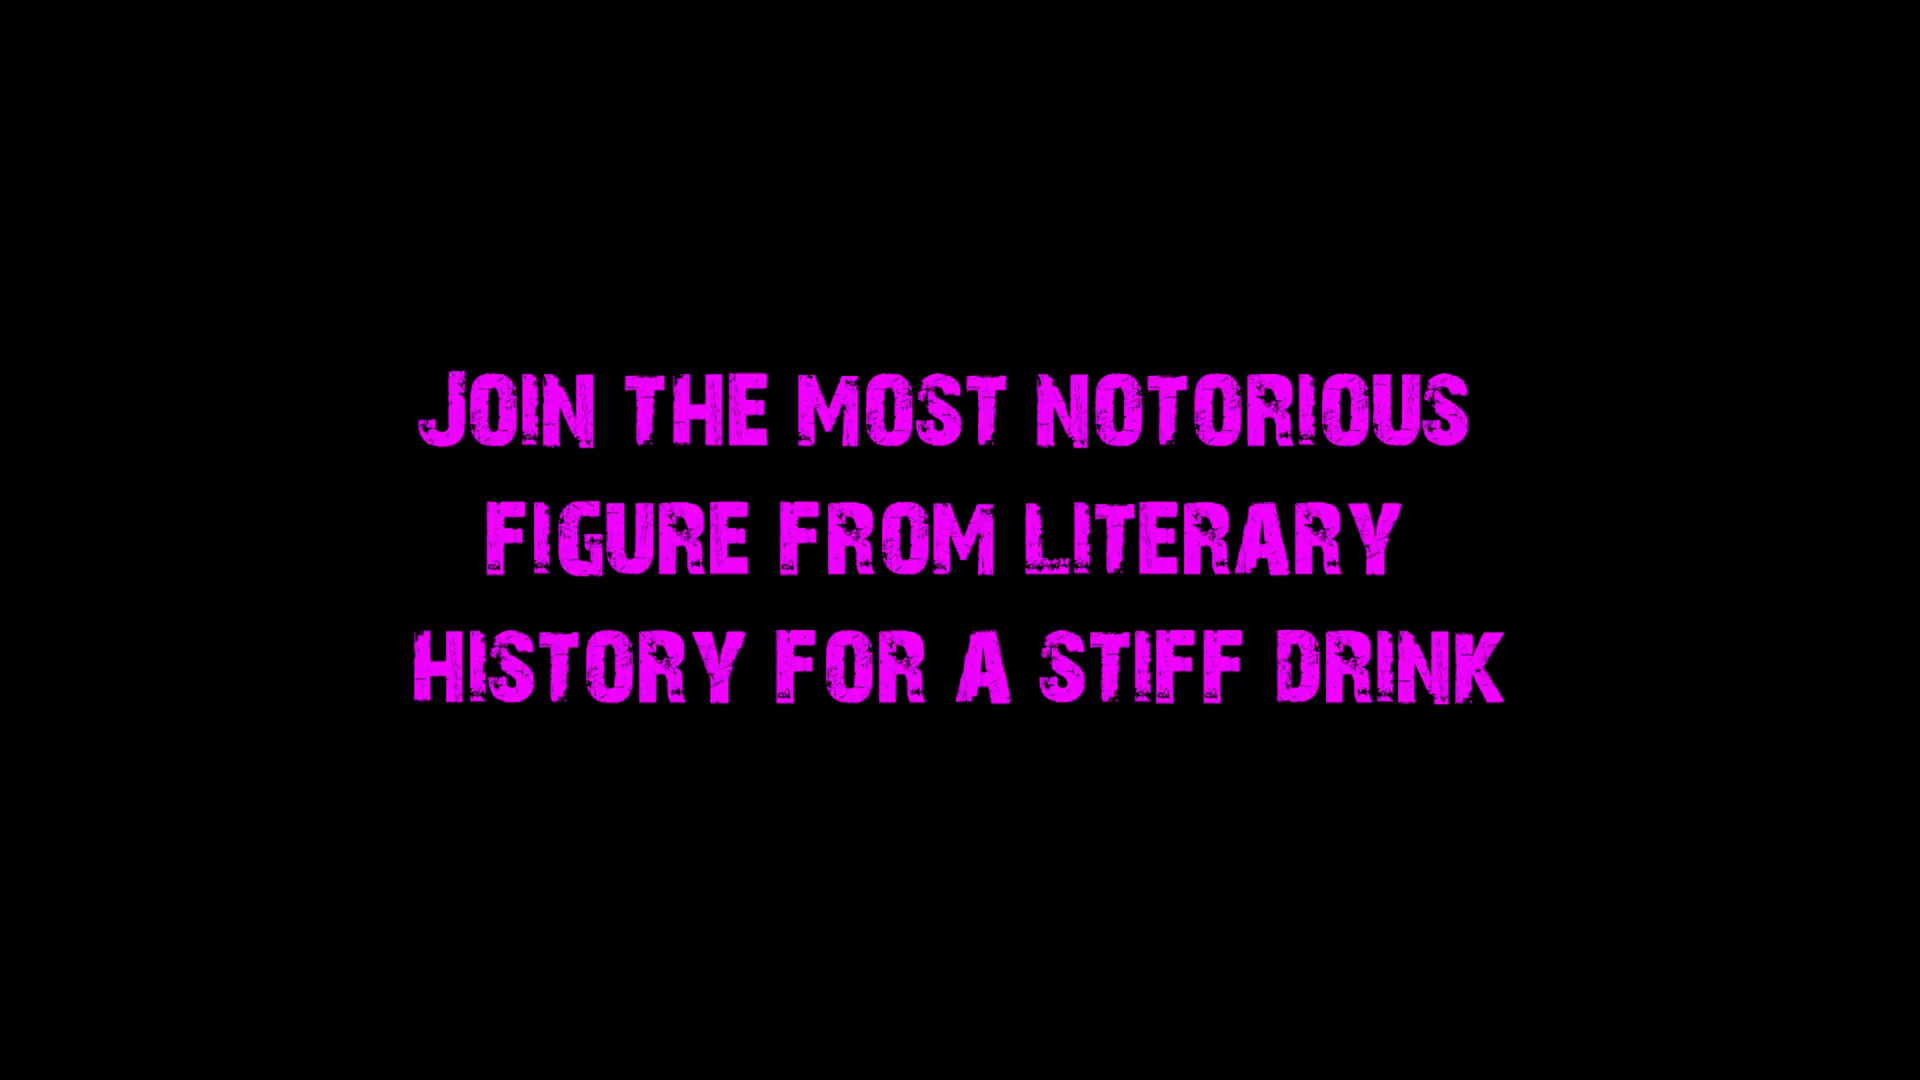 JOIN THE MOST NOTORIOUS
FIGURE FROM LITERARY
HISTORY FOR A STIFF DRINK